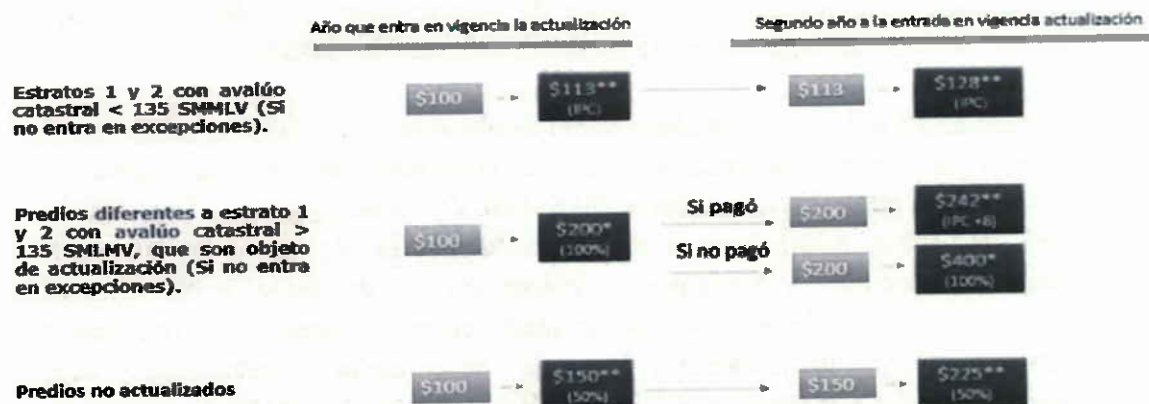 Año que entra en vigencia la actualización
Segundo año a la entrada en vigencia actualización
Estratos 1 y 2 con avalúo
catastral < 135 SMMLV (Si
no entra en excepciones).
$100
$113**
(IPC)
$113
$128**
(IPC)
Predios diferentes a estrato 1
y 2 con avalúo catastral >
135 SMLMV, que son objeto
de actualización (Si no entra
en excepciones).
$100
$200*
(100%)
Si pagó
$200
$242**
(IPC +8)
Si no pagó
$200
$400*
(100%)
Predios no actualizados
$100
$150**
(50%)
$150
$225**
(50%)